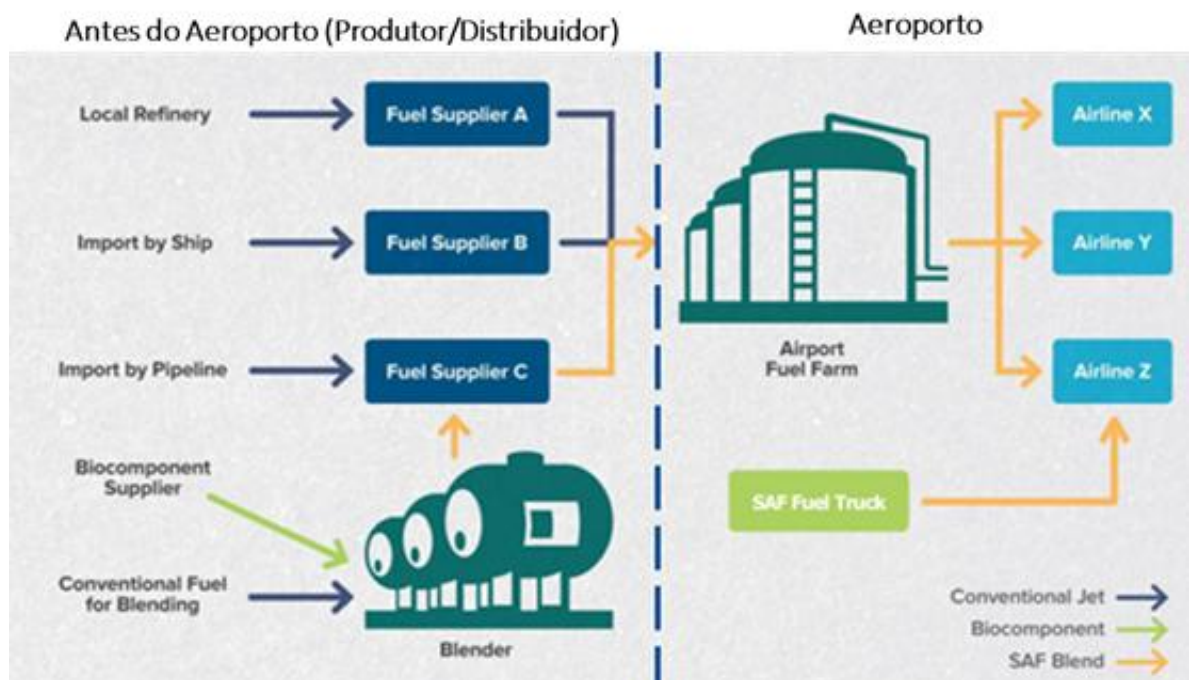 Antes do Aeroporto (Produtor/Distribuidor)
Aeroporto
Local Refinery
Fuel Supplier A
Airline X
Import by Ship
Fuel Supplier B
Airline Y
Import by Pipeline
Fuel Supplier C
Airport
Fuel Farm
Airline Z
Biocomponent
Supplier
SAF Fuel Truck
Conventional Fuel
for Blending
Blender
Conventional Jet
Biocomponent
SAF Blend